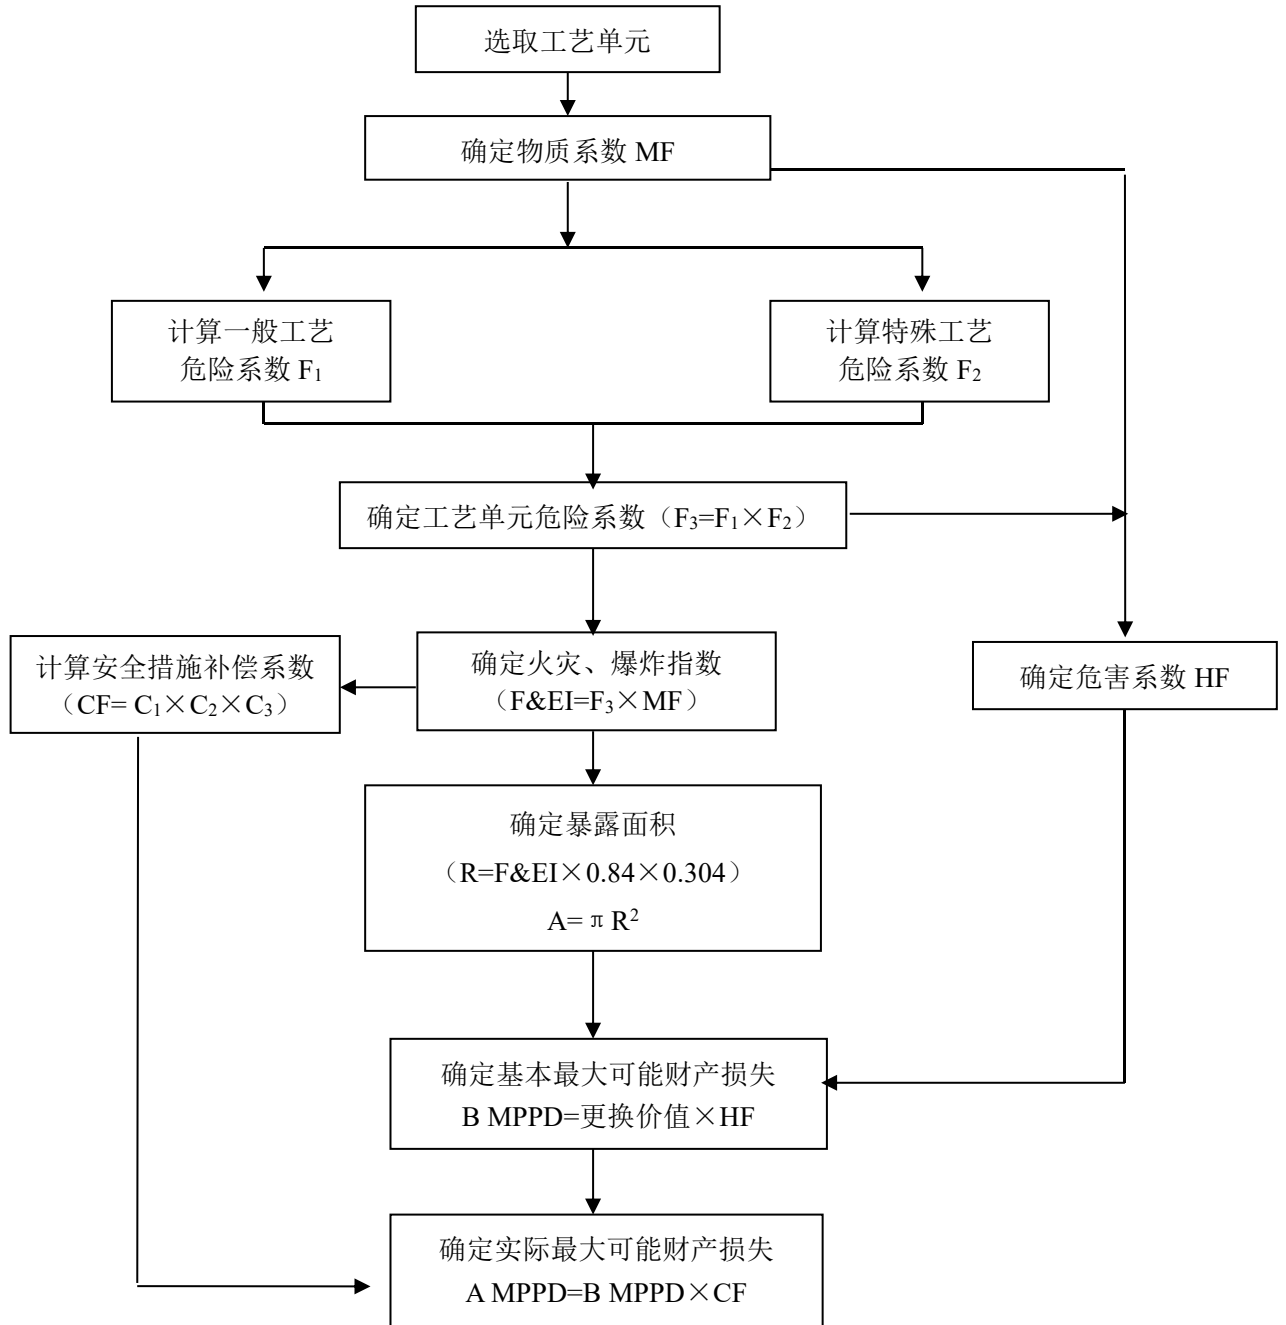 选取工艺单元
确定物质系数 MF
计算一般工艺
危险系数 F₁
计算特殊工艺
危险系数 F₂
确定工艺单元危险系数（F₃=F₁×F₂）
计算安全措施补偿系数
（CF= C₁×C₂×C₃）
确定火灾、爆炸指数
（F&EI=F₃×MF）
确定危害系数 HF
确定暴露面积
（R=F&EI×0.84×0.304）
A= π R²
确定基本最大可能财产损失
B MPPD=更换价值×HF
确定实际最大可能财产损失
A MPPD=B MPPD×CF